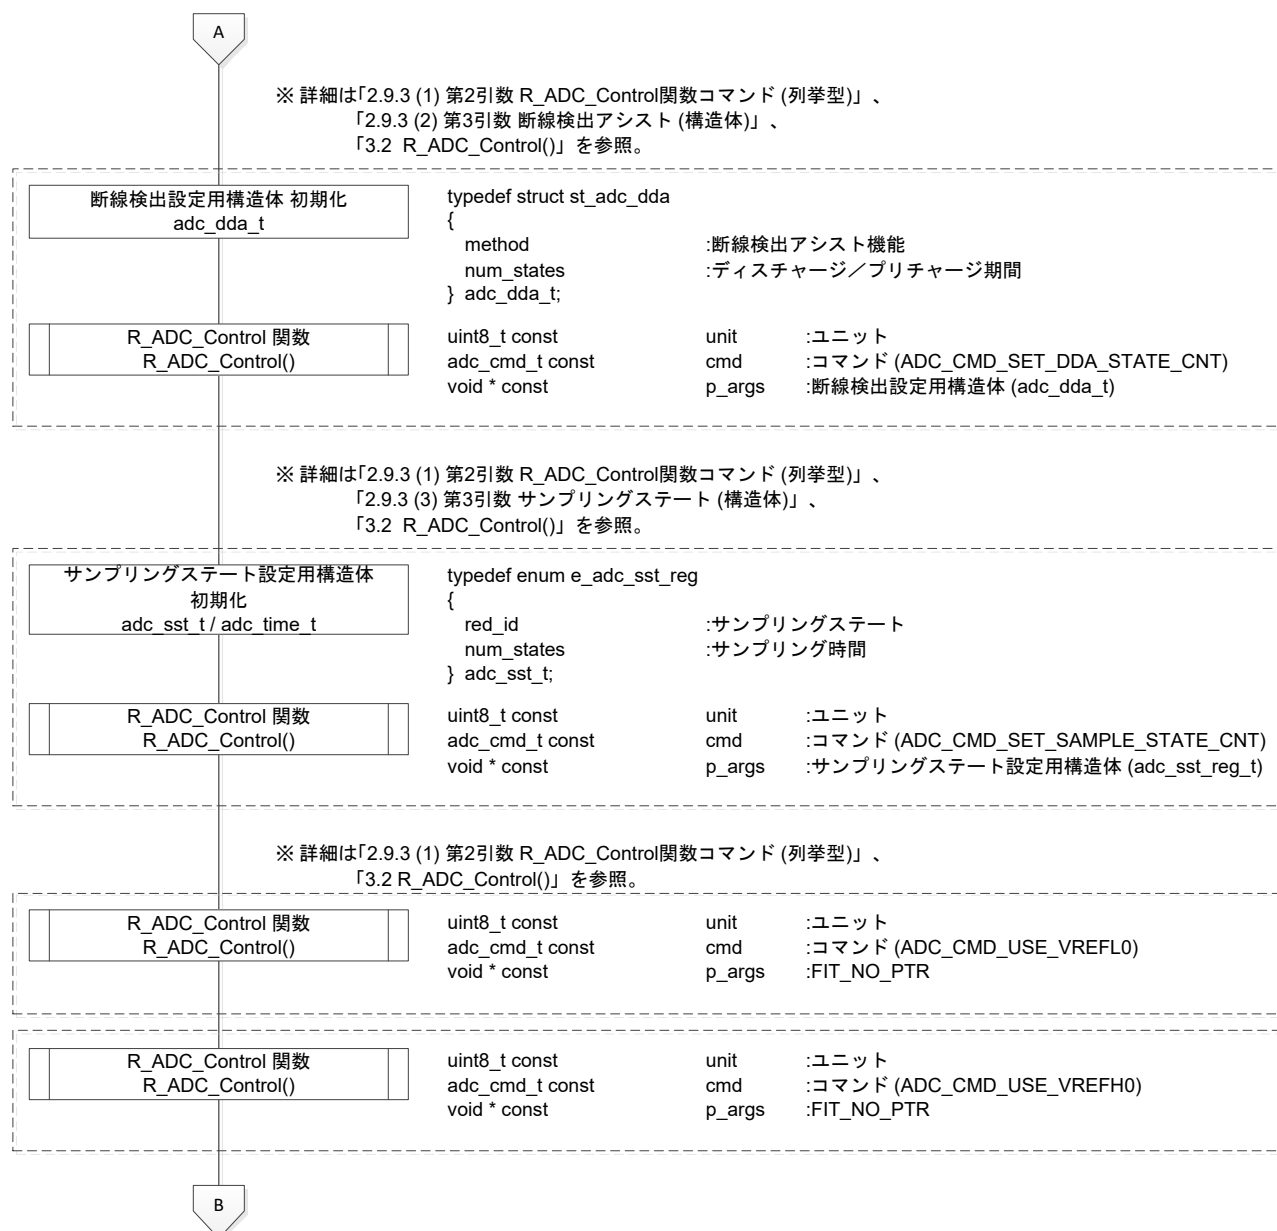 A
※ 詳細は「2.9.3 (1) 第2引数 R_ADC_Control関数コマンド (列挙型)」、
「2.9.3 (2) 第3引数 断線検出アシスト (構造体)」、
「3.2 R_ADC_Control()」を参照。
断線検出設定用構造体 初期化
adc_dda_t
typedef struct st_adc_dda
{
method :断線検出アシスト機能
num_states :ディスチャージ／プリチャージ期間
} adc_dda_t;
R_ADC_Control 関数
R_ADC_Control()
uint8_t const unit :ユニット
adc_cmd_t const cmd :コマンド (ADC_CMD_SET_DDA_STATE_CNT)
void * const p_args :断線検出設定用構造体 (adc_dda_t)
※ 詳細は「2.9.3 (1) 第2引数 R_ADC_Control関数コマンド (列挙型)」、
「2.9.3 (3) 第3引数 サンプリングステート (構造体)」、
「3.2 R_ADC_Control()」を参照。
サンプリングステート設定用構造体
初期化
adc_sst_t / adc_time_t
typedef enum e_adc_sst_reg
{
red_id :サンプリングステート
num_states :サンプリング時間
} adc_sst_t;
R_ADC_Control 関数
R_ADC_Control()
uint8_t const unit :ユニット
adc_cmd_t const cmd :コマンド (ADC_CMD_SET_SAMPLE_STATE_CNT)
void * const p_args :サンプリングステート設定用構造体 (adc_sst_reg_t)
※ 詳細は「2.9.3 (1) 第2引数 R_ADC_Control関数コマンド (列挙型)」、
「3.2 R_ADC_Control()」を参照。
R_ADC_Control 関数
R_ADC_Control()
uint8_t const unit :ユニット
adc_cmd_t const cmd :コマンド (ADC_CMD_USE_VREFL0)
void * const p_args :FIT_NO_PTR
R_ADC_Control 関数
R_ADC_Control()
uint8_t const unit :ユニット
adc_cmd_t const cmd :コマンド (ADC_CMD_USE_VREFH0)
void * const p_args :FIT_NO_PTR
B